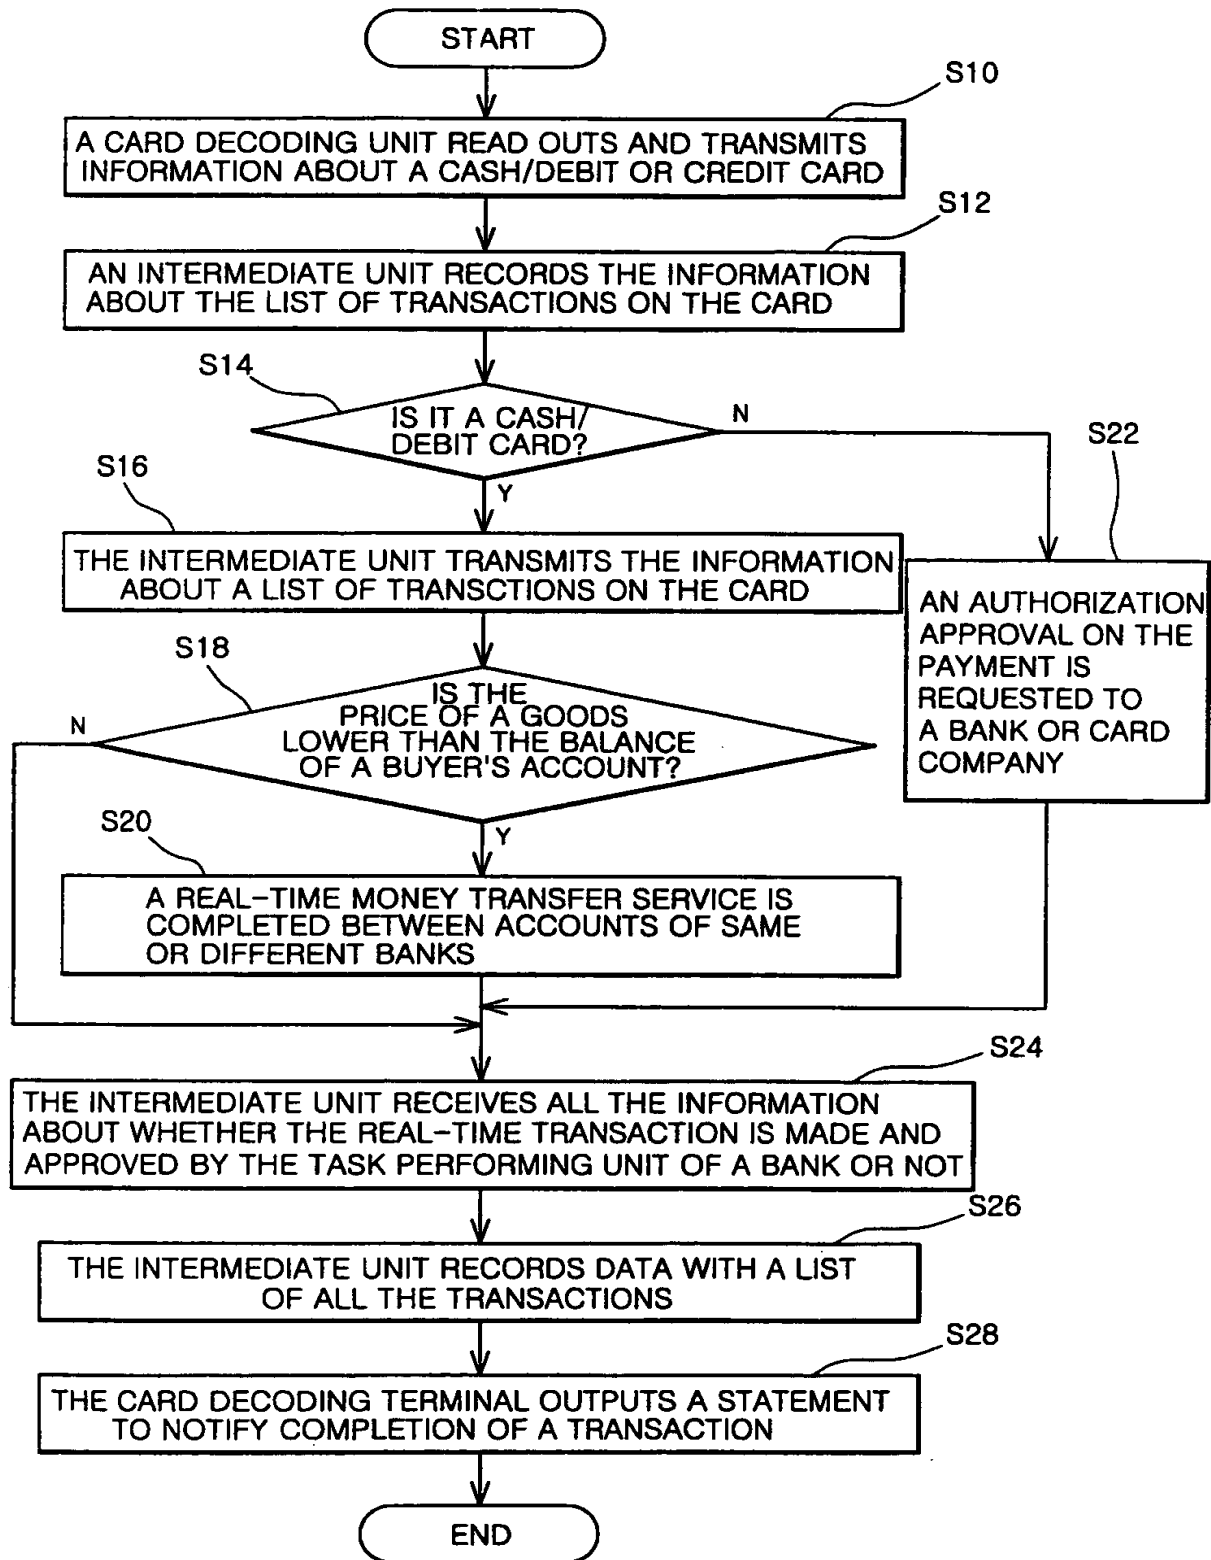 START
S10
A CARD DECODING UNIT READ OUTS AND TRANSMITS
INFORMATION ABOUT A CASH/DEBIT OR CREDIT CARD
S12
AN INTERMEDIATE UNIT RECORDS THE INFORMATION
ABOUT THE LIST OF TRANSACTIONS ON THE CARD
S14
IS IT A CASH/
DEBIT CARD?
N
Y
S16
THE INTERMEDIATE UNIT TRANSMITS THE INFORMATION
ABOUT A LIST OF TRANSCTIONS ON THE CARD
S22
AN AUTHORIZATION
APPROVAL ON THE
PAYMENT IS
REQUESTED TO
A BANK OR CARD
COMPANY
S18
IS THE
PRICE OF A GOODS
LOWER THAN THE BALANCE
OF A BUYER'S ACCOUNT?
N
Y
S20
A REAL-TIME MONEY TRANSFER SERVICE IS
COMPLETED BETWEEN ACCOUNTS OF SAME
OR DIFFERENT BANKS
S24
THE INTERMEDIATE UNIT RECEIVES ALL THE INFORMATION
ABOUT WHETHER THE REAL-TIME TRANSACTION IS MADE AND
APPROVED BY THE TASK PERFORMING UNIT OF A BANK OR NOT
S26
THE INTERMEDIATE UNIT RECORDS DATA WITH A LIST
OF ALL THE TRANSACTIONS
S28
THE CARD DECODING TERMINAL OUTPUTS A STATEMENT
TO NOTIFY COMPLETION OF A TRANSACTION
END